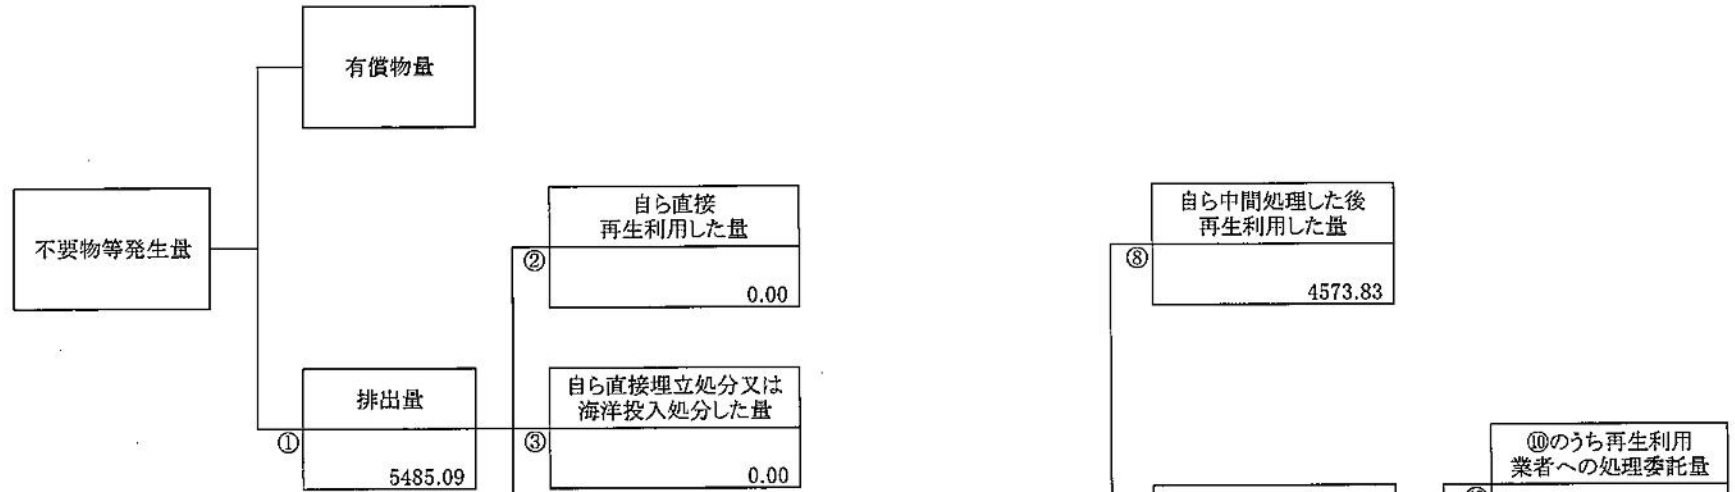 有償物量
不要物等発生量
自ら直接
再生利用した量
②
0.00
自ら中間処理した後
再生利用した量
⑧
4573.83
排出量
①
5485.09
自ら直接埋立処分又は
海洋投入処分した量
③
0.00
⑩のうち再生利用
業者への処理委託量